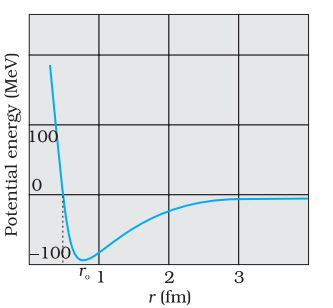 Potential energy (MeV)
100
0
−100
r₀ 1 2 3
r (fm)